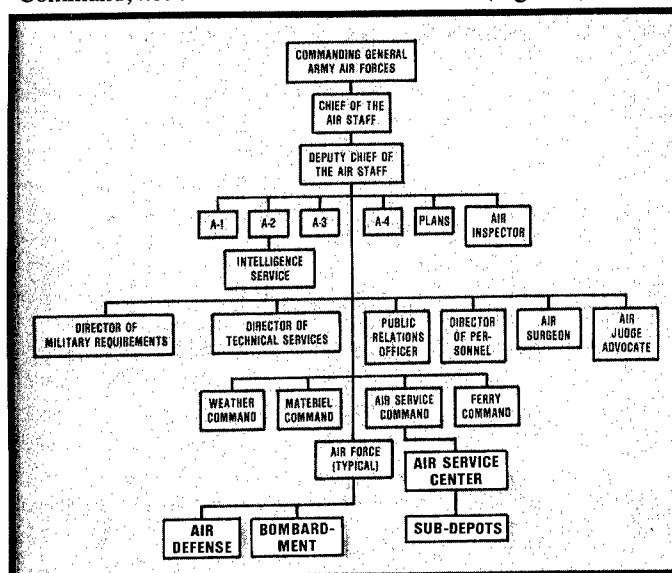 Command,
COMMANDING GENERAL
ARMY AIR FORCES
CHIEF OF THE
AIR STAFF
DEPUTY CHIEF OF
THE AIR STAFF
A-1
A-2
A-3
A-4
PLANS
AIR
INSPECTOR
INTELLIGENCE
SERVICE
DIRECTOR OF
MILITARY REQUIREMENTS
DIRECTOR OF
TECHNICAL SERVICES
PUBLIC
RELATIONS
OFFICER
DIRECTOR
OF PER-
SONNEL
AIR
SURGEON
AIR
JUDGE
ADVOCATE
WEATHER
COMMAND
MATERIEL
COMMAND
AIR SERVICE
COMMAND
FERRY
COMMAND
AIR FORCE
(TYPICAL)
AIR SERVICE
CENTER
AIR
DEFENSE
BOMBARD-
MENT
SUB-DEPOTS